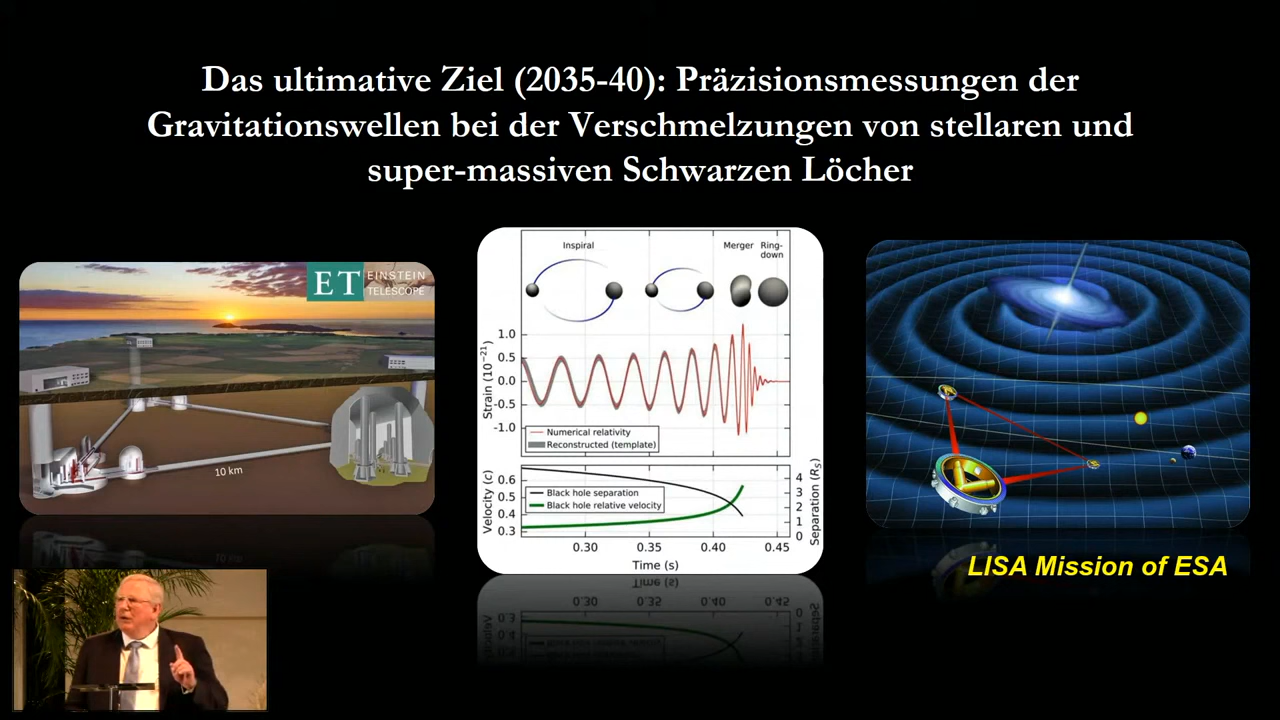 Das ultimative Ziel (2035-40): Präzisionsmessungen der
Gravitationswellen bei der Verschmelzungen von stellaren und
super-massiven Schwarzen Löcher
ET EINSTEIN
TELESCOPE
10 km
Inspiral
Merger Ring-
down
Strain (10⁻²¹)
1.0
0.5
0.0
-0.5
-1.0
Numerical relativity
Reconstructed (template)
Velocity (c)
0.6
0.5
0.4
0.3
Black hole separation
Black hole relative velocity
4
3
2
1
0
Separation (R_S)
0.30 0.35 0.40 0.45
Time (s)
LISA Mission of ESA